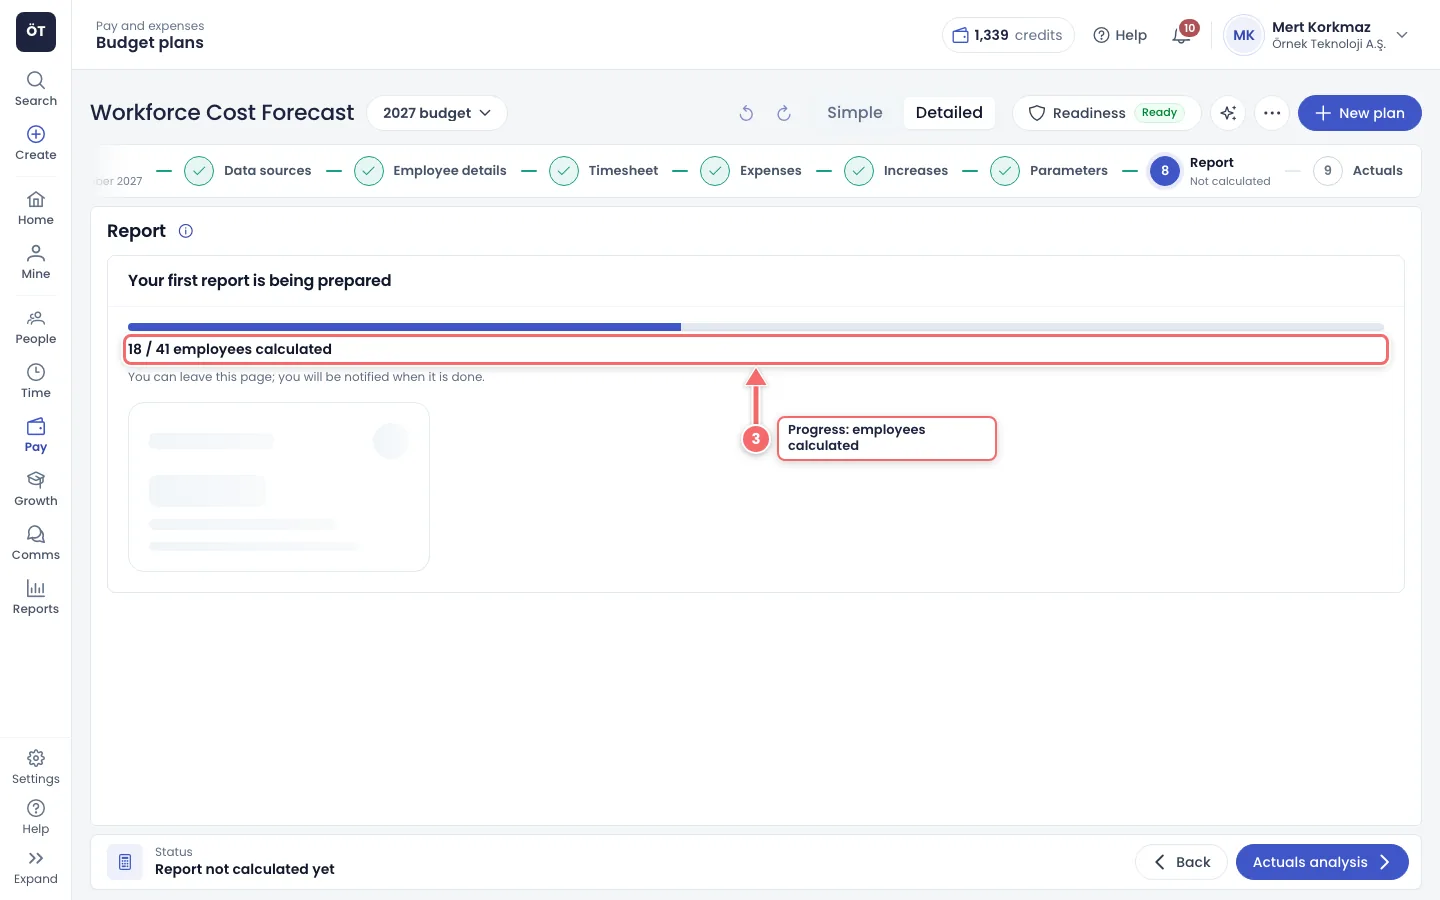 ÖT
Search
Create
Home
Mine
People
Time
Pay
Growth
Comms
Reports
Settings
Help
Expand
Pay and expenses
Budget plans
1,339 credits
Help
10
MK
Mert Korkmaz
Örnek Teknoloji A.Ş.
Workforce Cost Forecast
2027 budget
Simple
Detailed
Readiness Ready
New plan
2027
Data sources
Employee details
Timesheet
Expenses
Increases
Parameters
8
Report
Not calculated
9
Actuals
Report
Your first report is being prepared
18 / 41 employees calculated
You can leave this page; you will be notified when it is done.
3
Progress: employees
calculated
Status
Report not calculated yet
Back
Actuals analysis